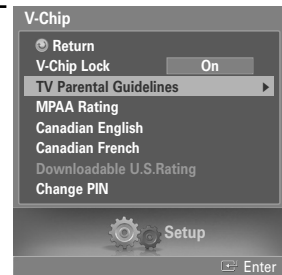 V-Chip
Return
V-Chip Lock On
TV Parental Guidelines
MPAA Rating
Canadian English
Canadian French
Downloadable U.S.Rating
Change PIN
Setup
Enter